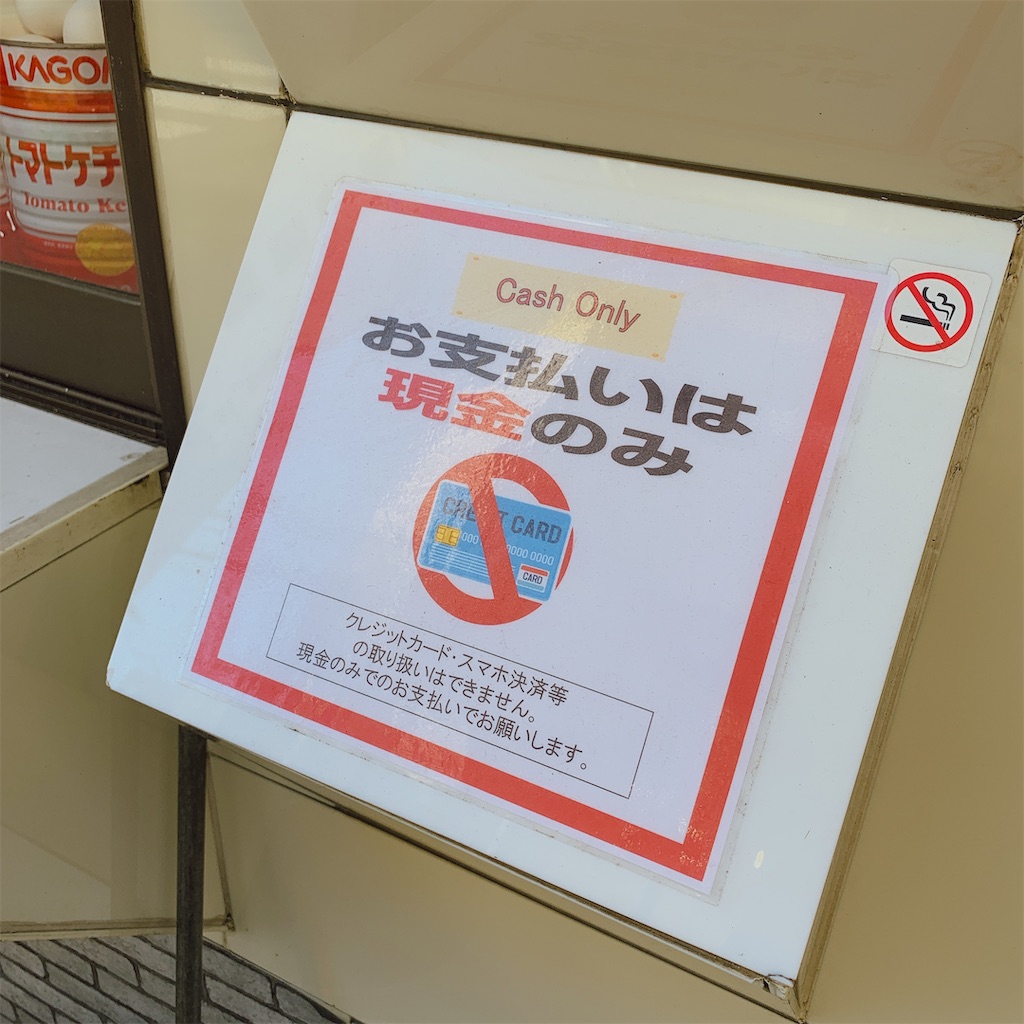 KAGOM
トマトケチ
Tomato Ke
Cash Only
お支払いは
現金のみ
CREDIT CARD
0000 0000
CARD
クレジットカード・スマホ決済等
の取り扱いはできません。
現金のみでのお支払いでお願いします。